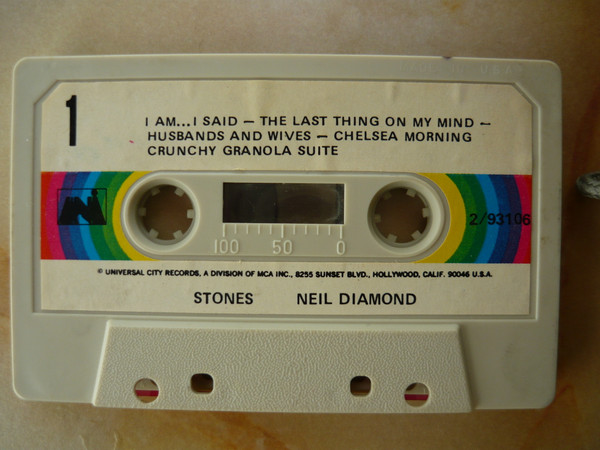 1
I AM...I SAID — THE LAST THING ON MY MIND —
HUSBANDS AND WIVES — CHELSEA MORNING
CRUNCHY GRANOLA SUITE
2/93106
100 50 0
© UNIVERSAL CITY RECORDS, A DIVISION OF MCA INC., 8255 SUNSET BLVD., HOLLYWOOD, CALIF. 90046 U.S.A.
STONES NEIL DIAMOND